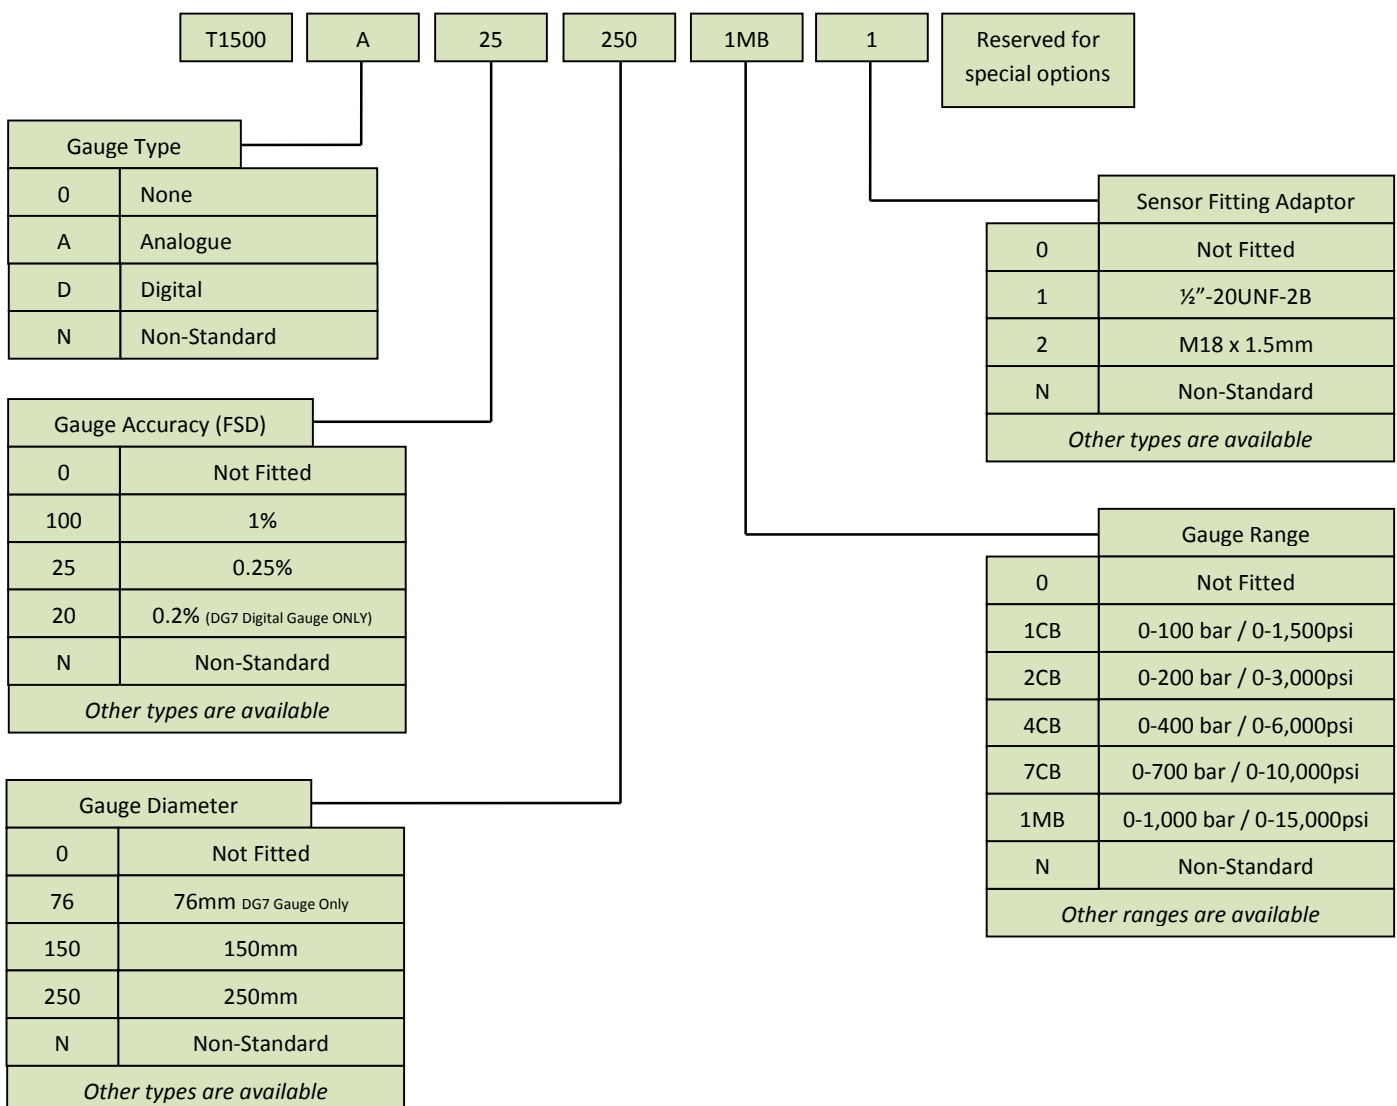 T1500 A 25 250 1MB 1 Reserved for
special options
Gauge Type
0 None
A Analogue
D Digital
N Non-Standard
Gauge Accuracy (FSD)
0 Not Fitted
100 1%
25 0.25%
20 0.2% (DG7 Digital Gauge ONLY)
N Non-Standard
Other types are available
Gauge Diameter
0 Not Fitted
76 76mm DG7 Gauge Only
150 150mm
250 250mm
N Non-Standard
Other types are available
Sensor Fitting Adaptor
0 Not Fitted
1 ½”-20UNF-2B
2 M18 x 1.5mm
N Non-Standard
Other types are available
Gauge Range
0 Not Fitted
1CB 0-100 bar / 0-1,500psi
2CB 0-200 bar / 0-3,000psi
4CB 0-400 bar / 0-6,000psi
7CB 0-700 bar / 0-10,000psi
1MB 0-1,000 bar / 0-15,000psi
N Non-Standard
Other ranges are available